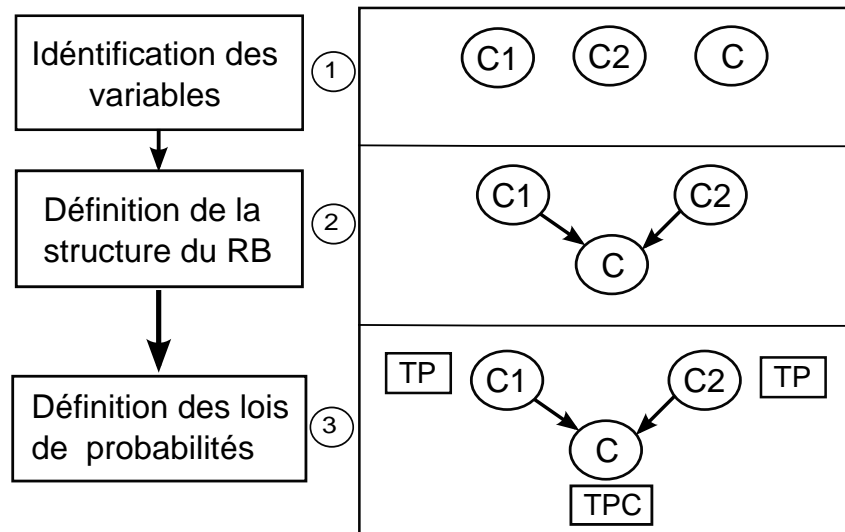 Idéntification des
variables
1
C1 C2 C
Définition de la
structure du RB
2
C1 C2
C
Définition des lois
de probabilités
3
TP C1 C2 TP
C
TPC